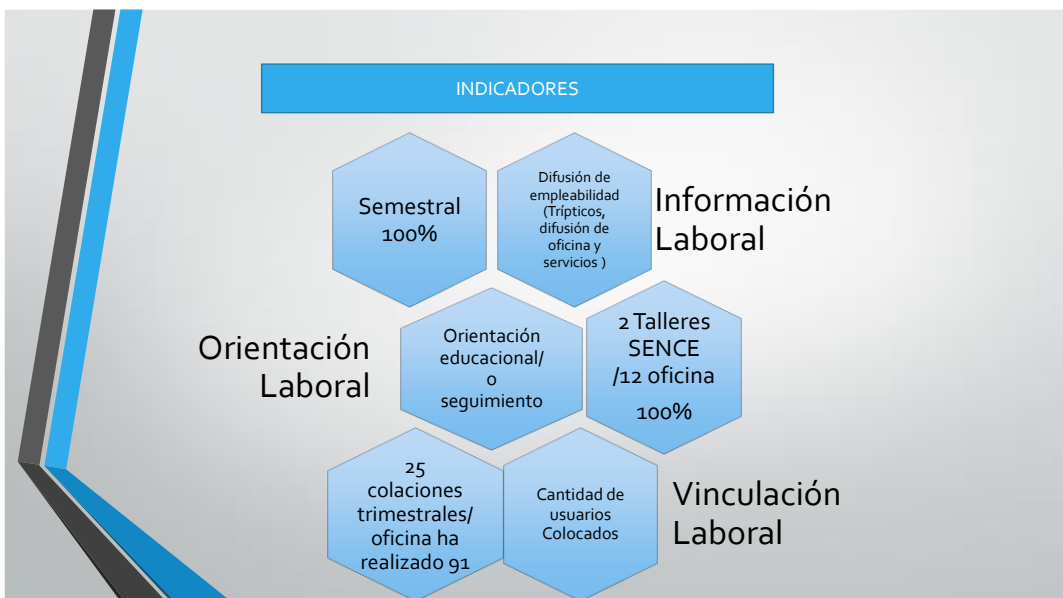 INDICADORES
Semestral
100%
Difusión de
empleabilidad
(Trípticos,
difusión de
oficina y
servicios )
Información
Laboral
Orientación
Laboral
Orientación
educacional/
o
seguimiento
2 Talleres
SENCE
/12 oficina
100%
25
colaciones
trimestrales/
oficina ha
realizado 91
Cantidad de
usuarios
Colocados
Vinculación
Laboral